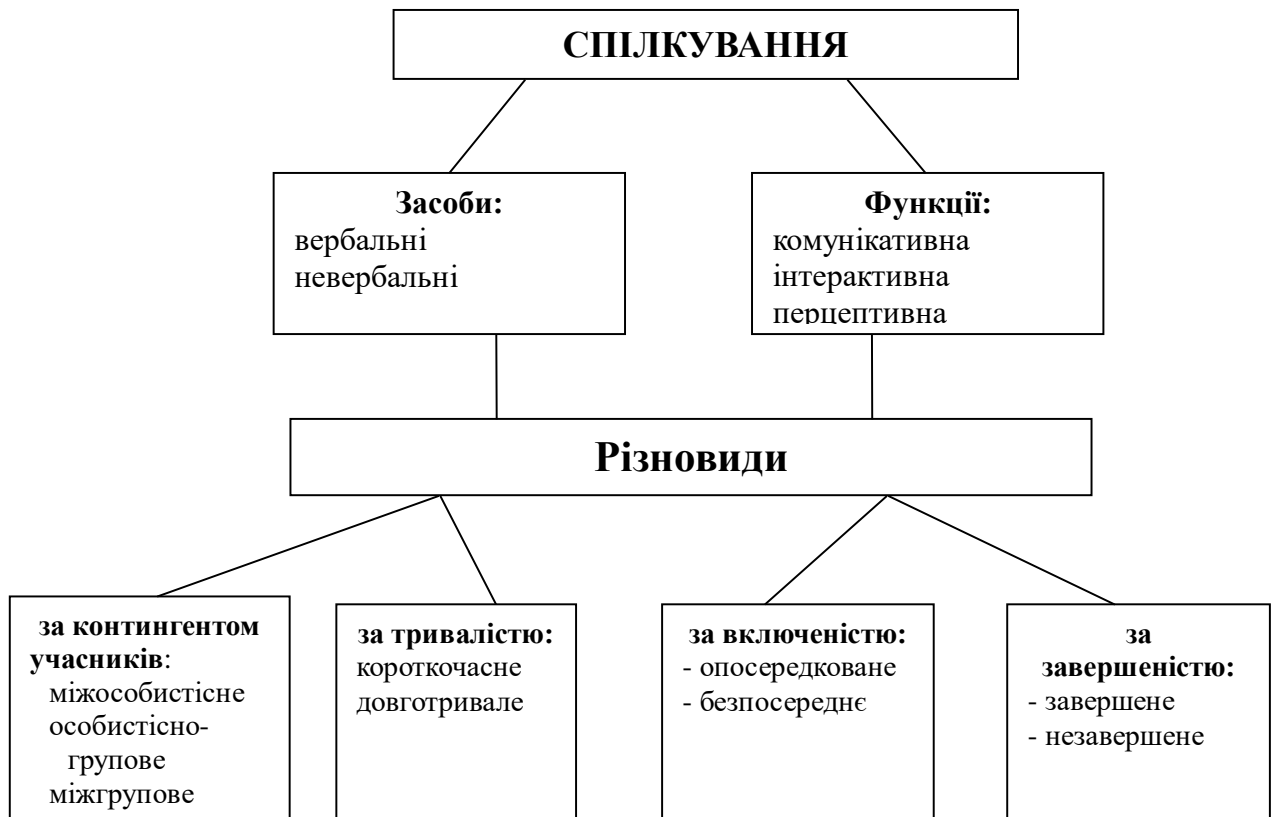 СПІЛКУВАННЯ
Засоби:
вербальні
невербальні
Функції:
комунікативна
інтерактивна
перцептивна
Різновиди
за контингентом
учасників:
міжособистісне
особистісно-
групове
міжгрупове
за тривалістю:
короткочасне
довготривале
за включеністю:
- опосередковане
- безпосереднє
за
завершеністю:
- завершене
- незавершене